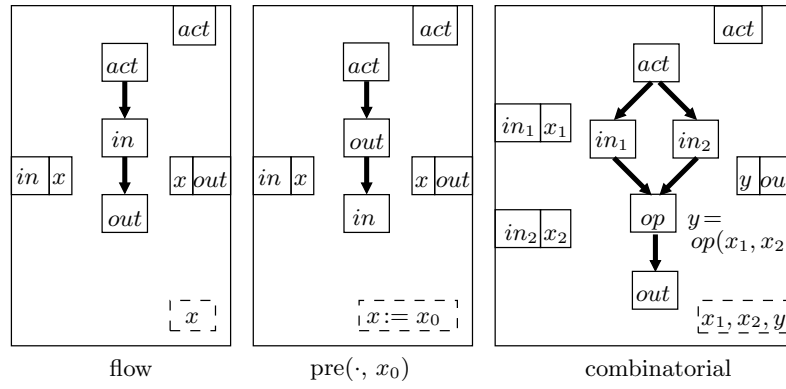 act
act
in
in x
x out
out
x
flow
act
act
out
in x
x out
in
x := x₀
pre(·, x₀)
act
act
in₁ x₁
in₁
in₂
y ou
in₂ x₂
op
y =
op(x₁, x₂
out
x₁, x₂, y
combinatorial